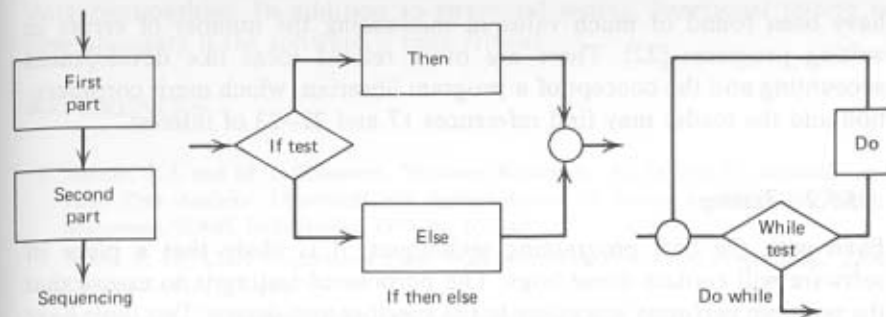 First
part
Second
part
Sequencing
If test
Then
Else
If then else
Do
While
test
Do while